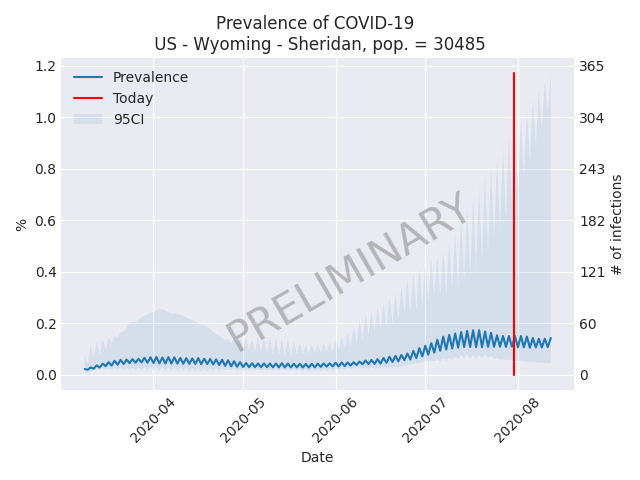 Prevalence of COVID-19
US - Wyoming - Sheridan, pop. = 30485
Prevalence
Today
95CI
PRELIMINARY
1.2
1.0
0.8
0.6
0.4
0.2
0.0
%
365
304
243
182
121
60
0
# of infections
2020-04
2020-05
2020-06
2020-07
2020-08
Date